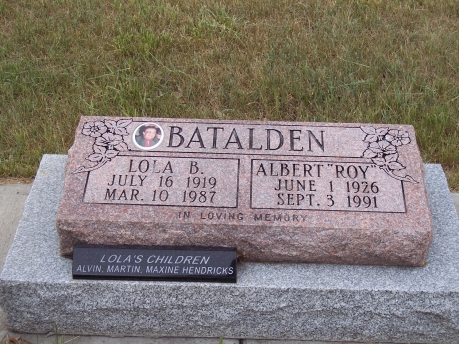 BATALDEN
LOLA B.
JULY 16 1919
MAR. 10 1987
ALBERT "ROY"
JUNE 1 1926
SEPT. 3 1991
IN LOVING MEMORY
LOLA'S CHILDREN
ALVIN, MARTIN, MAXINE HENDRICKS